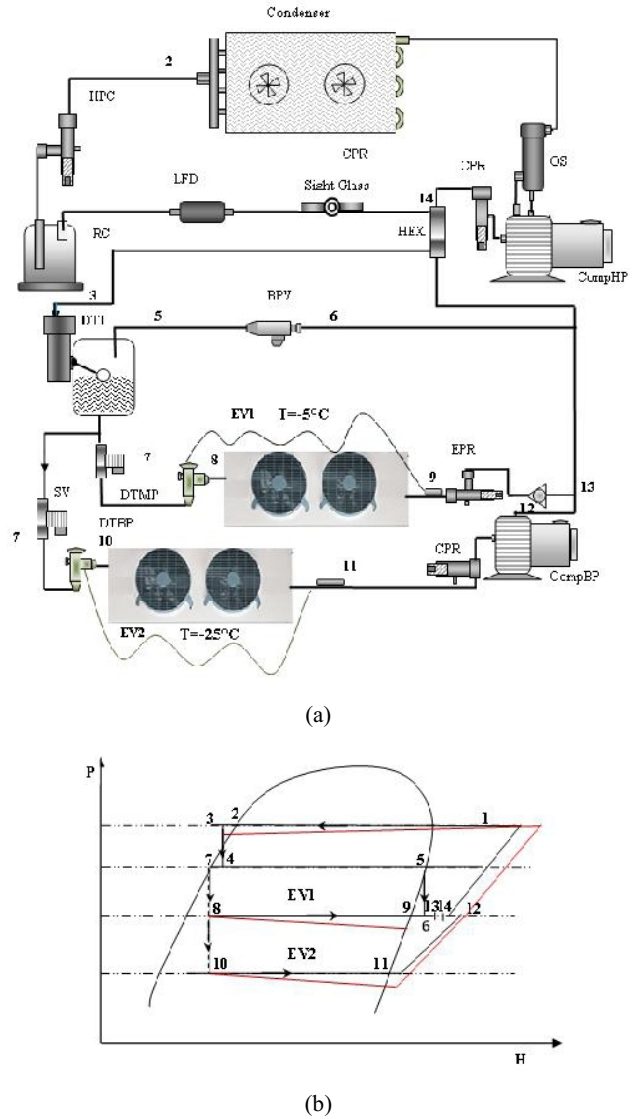 Condenser
2
HPC
CPR
OS
CPR
LFD
Sight Glass
14
HEX
RC
CompHP
3
DTT
5
BPV
6
EV1
T=-5°C
7
8
9
EPR
13
SV
DTMP
12
7
DTBP
10
CPR
11
CompBP
EV2
T=-25°C
(a)
P
3
2
1
7
4
5
EV1
13
14
12
8
9
6
EV2
10
11
H
(b)